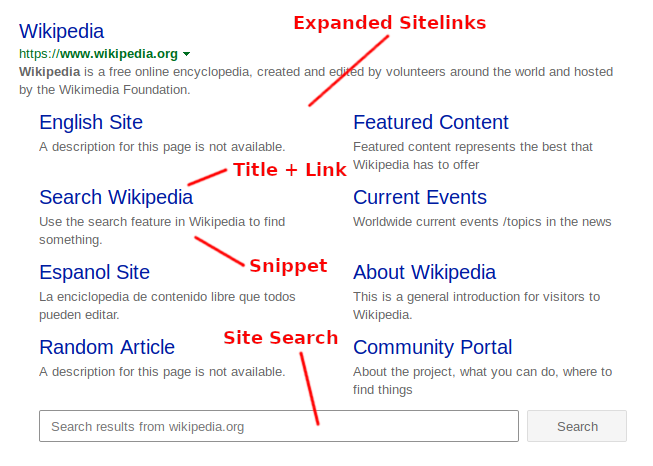 Expanded Sitelinks
Wikipedia
https://www.wikipedia.org
Wikipedia is a free online encyclopedia, created and edited by volunteers around the world and hosted
by the Wikimedia Foundation.
English Site
A description for this page is not available.
Featured Content
Featured content represents the best that
Wikipedia has to offer
Title + Link
Search Wikipedia
Use the search feature in Wikipedia to find
something.
Current Events
Worldwide current events /topics in the news
Snippet
Espanol Site
La enciclopedia de contenido libre que todos
pueden editar.
About Wikipedia
This is a general introduction for visitors to
Wikipedia.
Site Search
Random Article
A description for this page is not available.
Community Portal
About the project, what you can do, where to
find things
Search results from wikipedia.org
Search